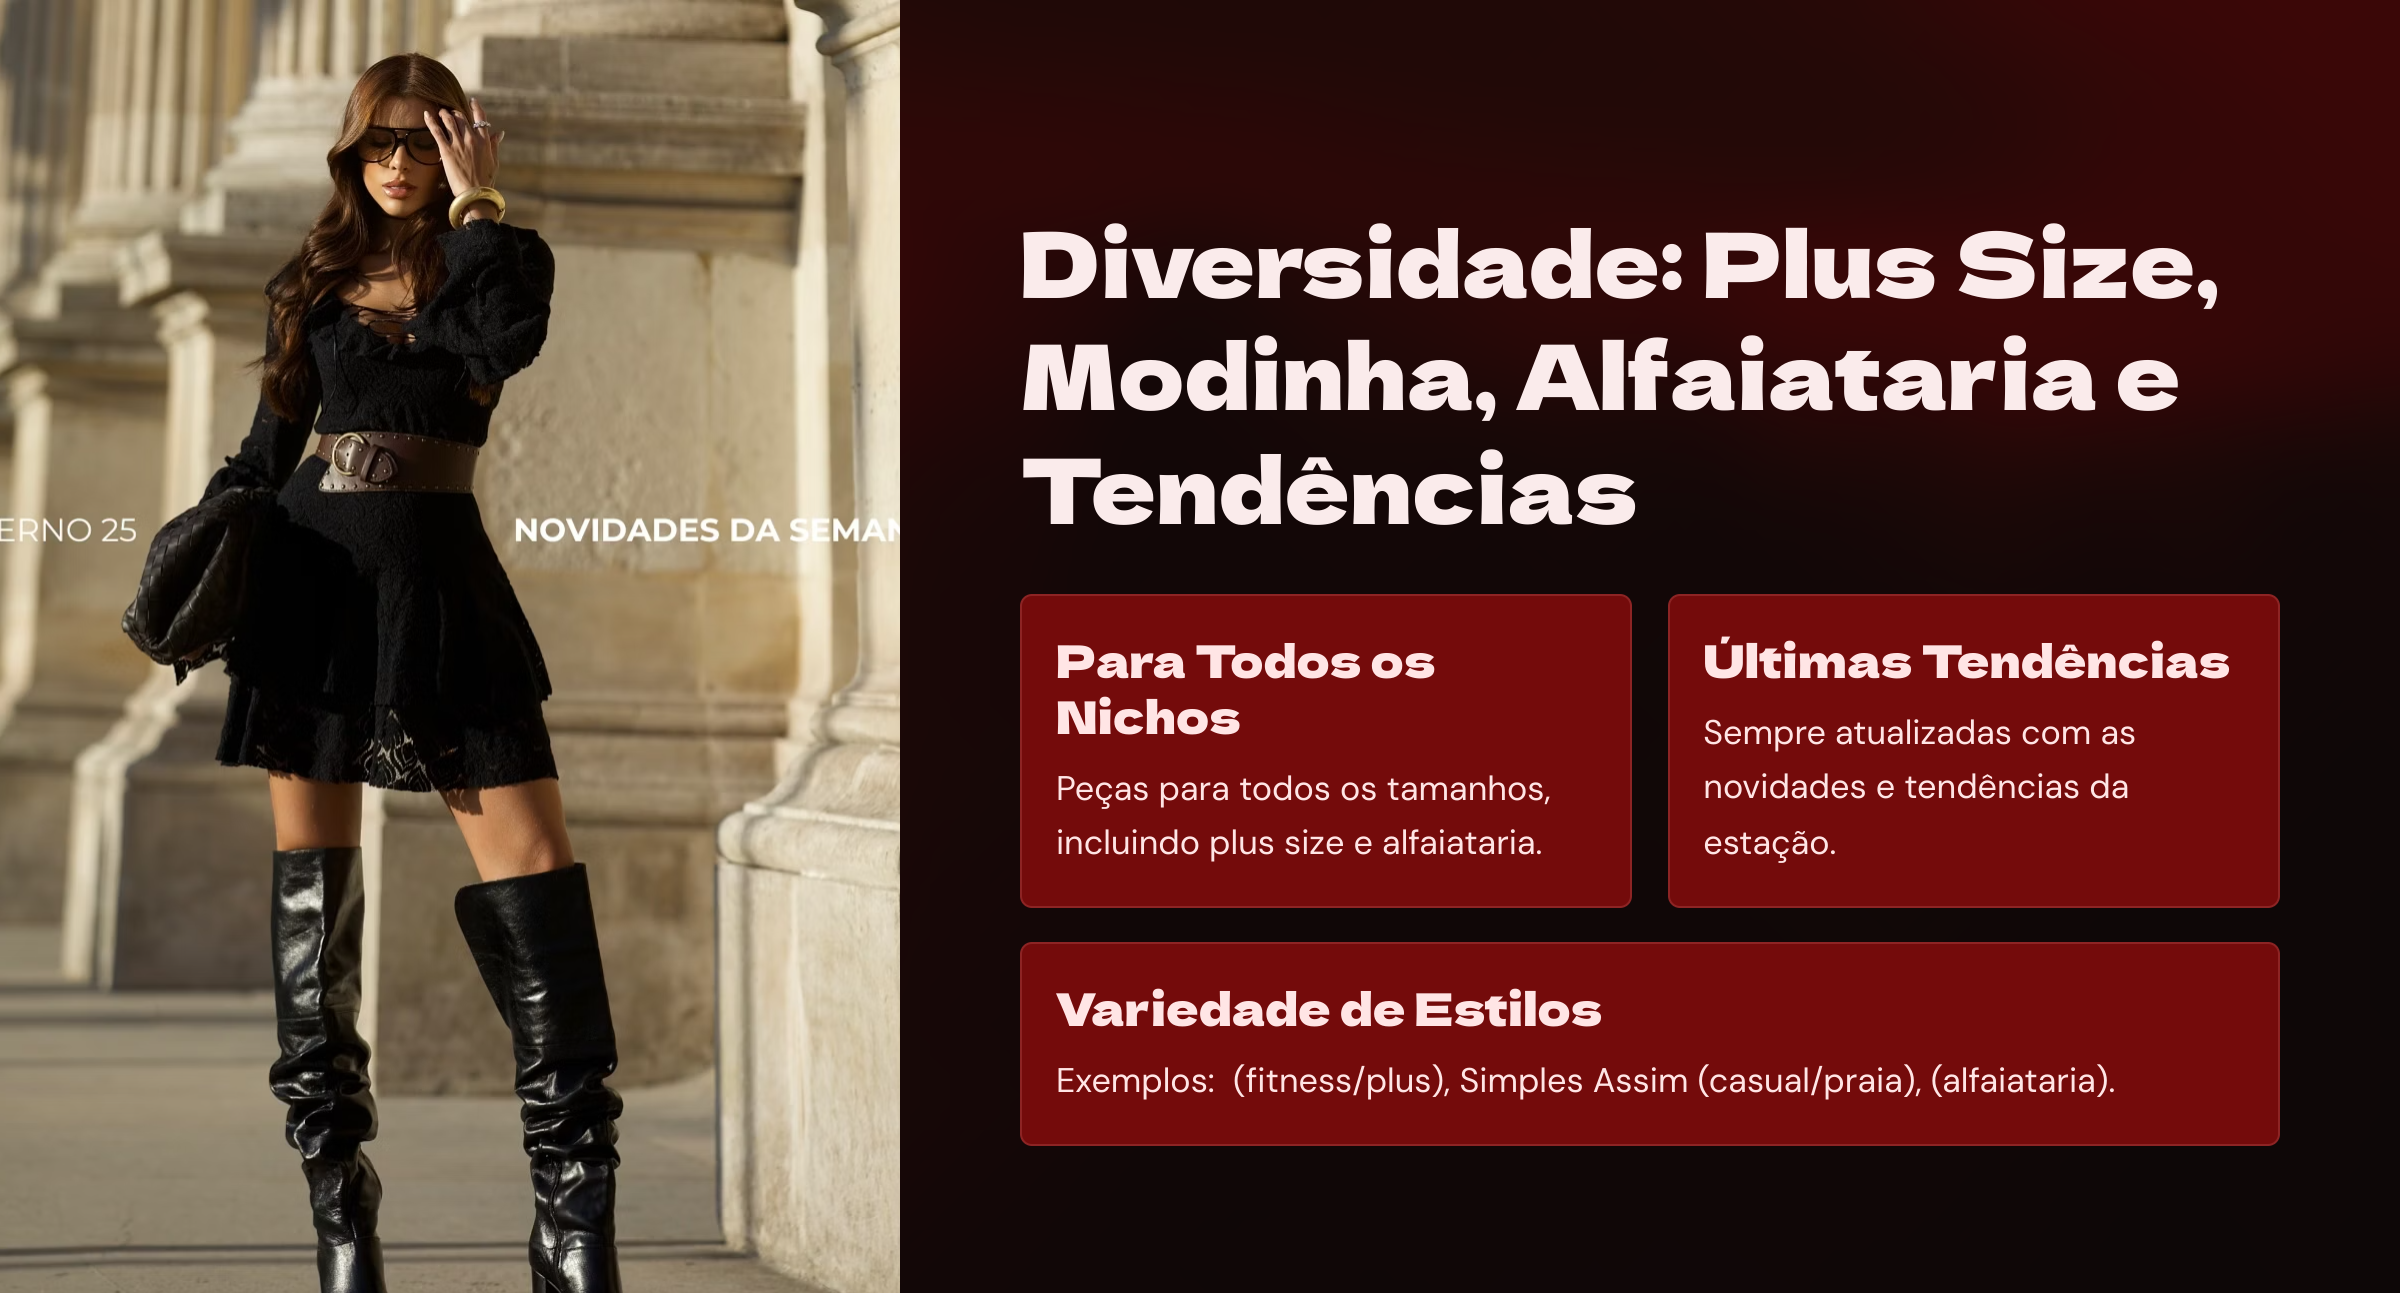 ERNO 25
NOVIDADES DA SEMAN
Diversidade: Plus Size,
Modinha, Alfaiataria e
Tendências
Para Todos os
Nichos
Peças para todos os tamanhos,
incluindo plus size e alfaiataria.
Últimas Tendências
Sempre atualizadas com as
novidades e tendências da
estação.
Variedade de Estilos
Exemplos:  (fitness/plus), Simples Assim (casual/praia), (alfaiataria).